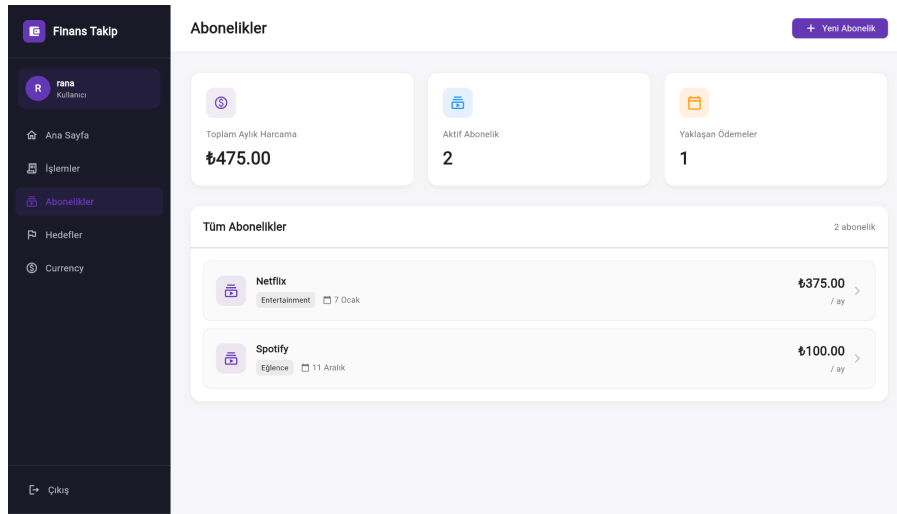 Finans Takip
R
rana
Kullanıcı
Ana Sayfa
İşlemler
Abonelikler
Hedefler
Currency
Çıkış
Abonelikler
+ Yeni Abonelik
Toplam Aylık Harcama
₺475.00
Aktif Abonelik
2
Yaklaşan Ödemeler
1
Tüm Abonelikler
2 abonelik
Netflix
Entertainment
7 Ocak
₺375.00
/ ay
Spotify
Eğlence
11 Aralık
₺100.00
/ ay